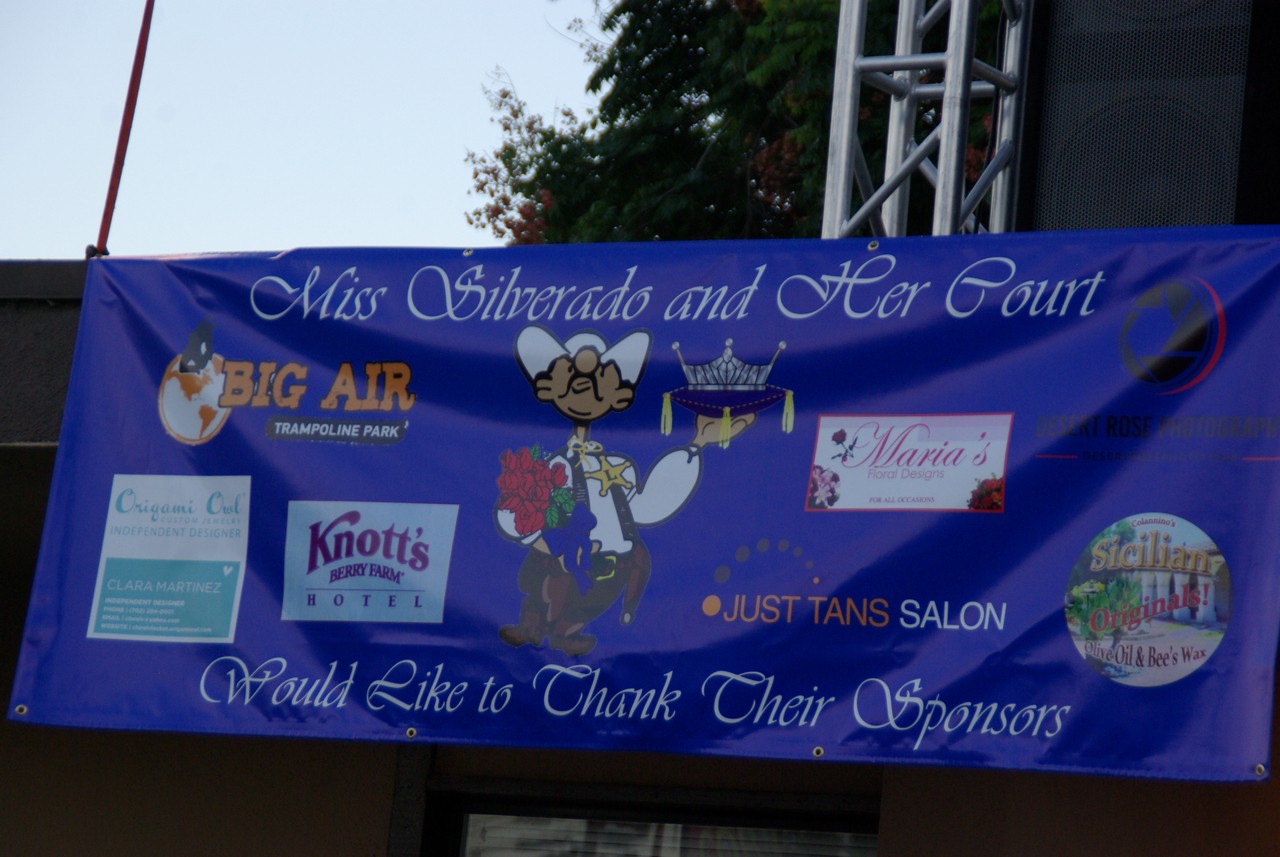 Miss Silverado and Her Court
BIG AIR
TRAMPOLINE PARK
Maria's
Floral Designs
FOR ALL OCCASIONS
DESERT ROSE
Origami Owl
CUSTOM JEWELRY
INDEPENDENT DESIGNER
CLARA MARTINEZ
INDEPENDENT DESIGNER
Knott's
BERRY FARM
HOTEL
JUST TANS SALON
Colannino's
Sicilian
Originals!
Olive Oil & Bee's Wax
Would Like to Thank Their Sponsors